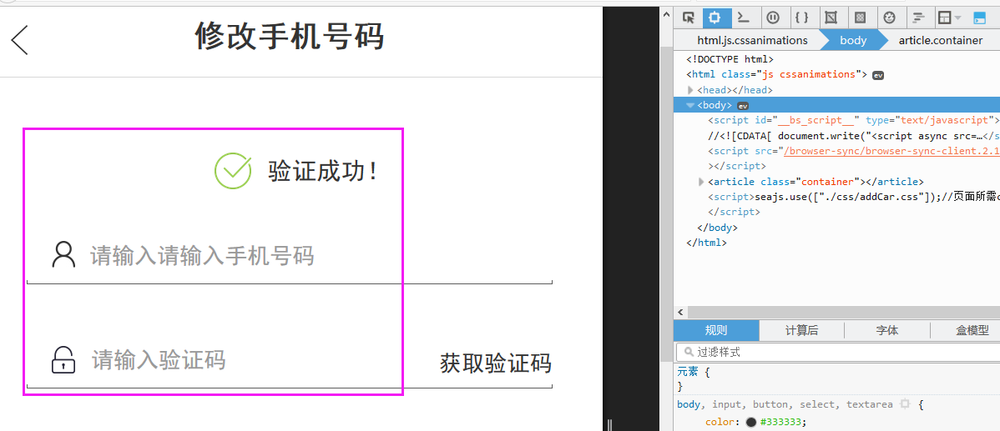 修改手机号码
验证成功！
请输入请输入手机号码
请输入验证码
获取验证码
html.js.cssanimations
body
article.container
<!DOCTYPE html>
<html class="js cssanimations"> ev
<head></head>
<body> ev
<script id="__bs_script__" type="text/javascript">
//<![CDATA[ document.write("<script async src=…</s
<script src="/browser-sync/browser-sync-client.2.1
></script>
<article class="container"></article>
<script>seajs.use(["./css/addCar.css"]);//页面所需c
</script>
</body>
</html>
规则
计算后
字体
盒模型
过滤样式
元素 {
}
body, input, button, select, textarea {
color: #333333;